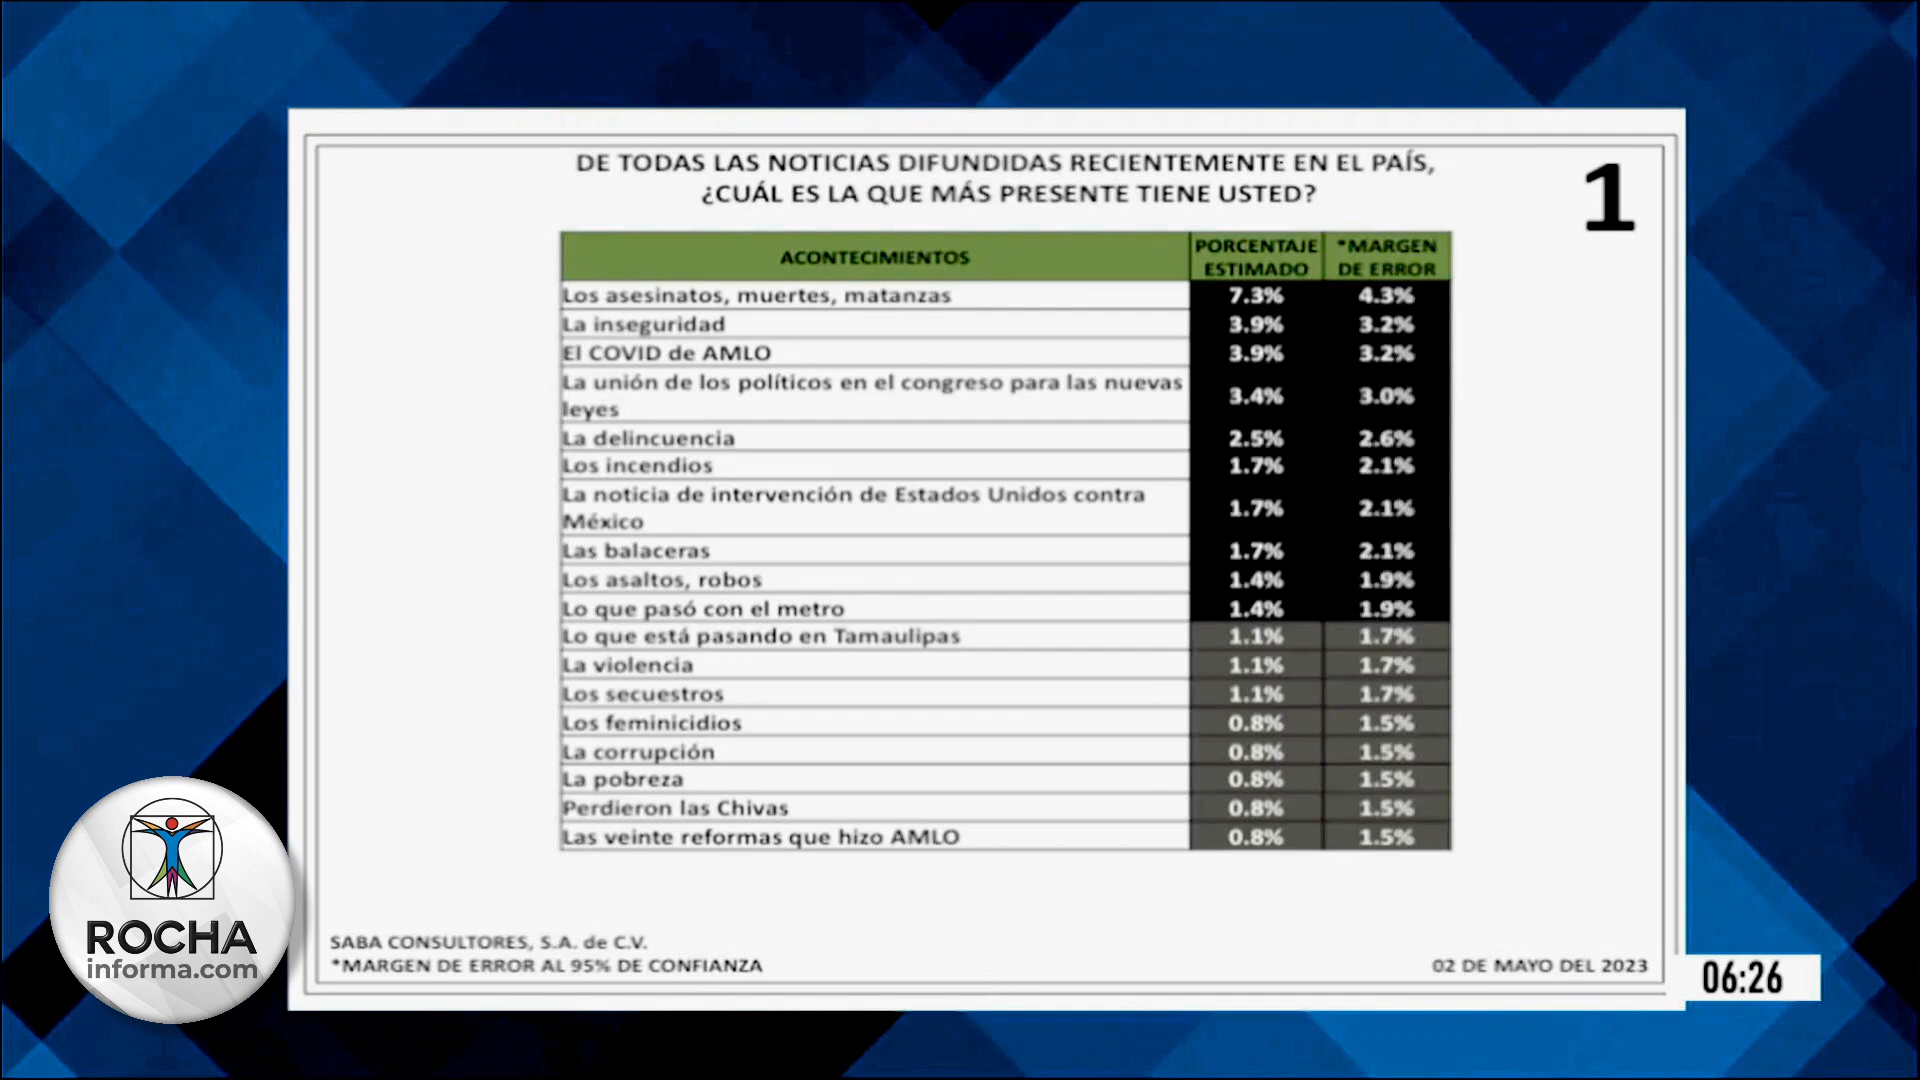 DE TODAS LAS NOTICIAS DIFUNDIDAS RECIENTEMENTE EN EL PAÍS,
¿CUÁL ES LA QUE MÁS PRESENTE TIENE USTED?
1
ACONTECIMIENTOS PORCENTAJE ESTIMADO *MARGEN DE ERROR
Los asesinatos, muertes, matanzas 7.3% 4.3%
La inseguridad 3.9% 3.2%
El COVID de AMLO 3.9% 3.2%
La unión de los políticos en el congreso para las nuevas
leyes 3.4% 3.0%
La delincuencia 2.5% 2.6%
Los incendios 1.7% 2.1%
La noticia de intervención de Estados Unidos contra
México 1.7% 2.1%
Las balaceras 1.7% 2.1%
Los asaltos, robos 1.4% 1.9%
Lo que pasó con el metro 1.4% 1.9%
Lo que está pasando en Tamaulipas 1.1% 1.7%
La violencia 1.1% 1.7%
Los secuestros 1.1% 1.7%
Los feminicidios 0.8% 1.5%
La corrupción 0.8% 1.5%
La pobreza 0.8% 1.5%
Perdieron las Chivas 0.8% 1.5%
Las veinte reformas que hizo AMLO 0.8% 1.5%
SABA CONSULTORES, S.A. de C.V.
*MARGEN DE ERROR AL 95% DE CONFIANZA
02 DE MAYO DEL 2023
ROCHA
informa.com
06:26